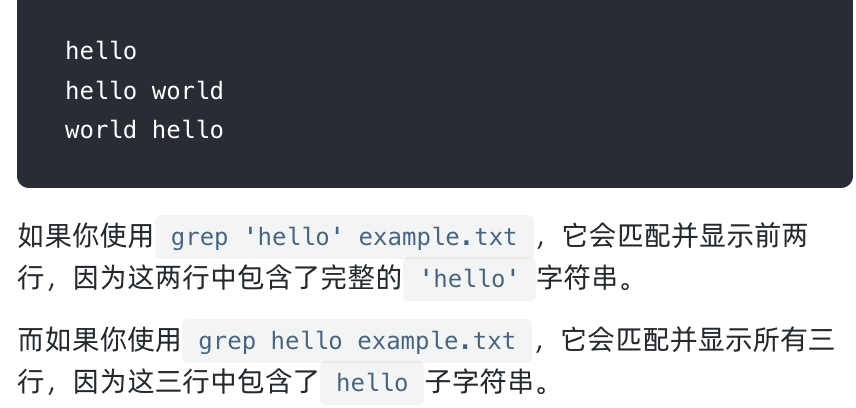 hello
hello world
world hello
如果你使用 grep 'hello' example.txt ，它会匹配并显示前两
行，因为这两行中包含了完整的 'hello' 字符串。
而如果你使用 grep hello example.txt ，它会匹配并显示所有三
行，因为这三行中包含了 hello 子字符串。